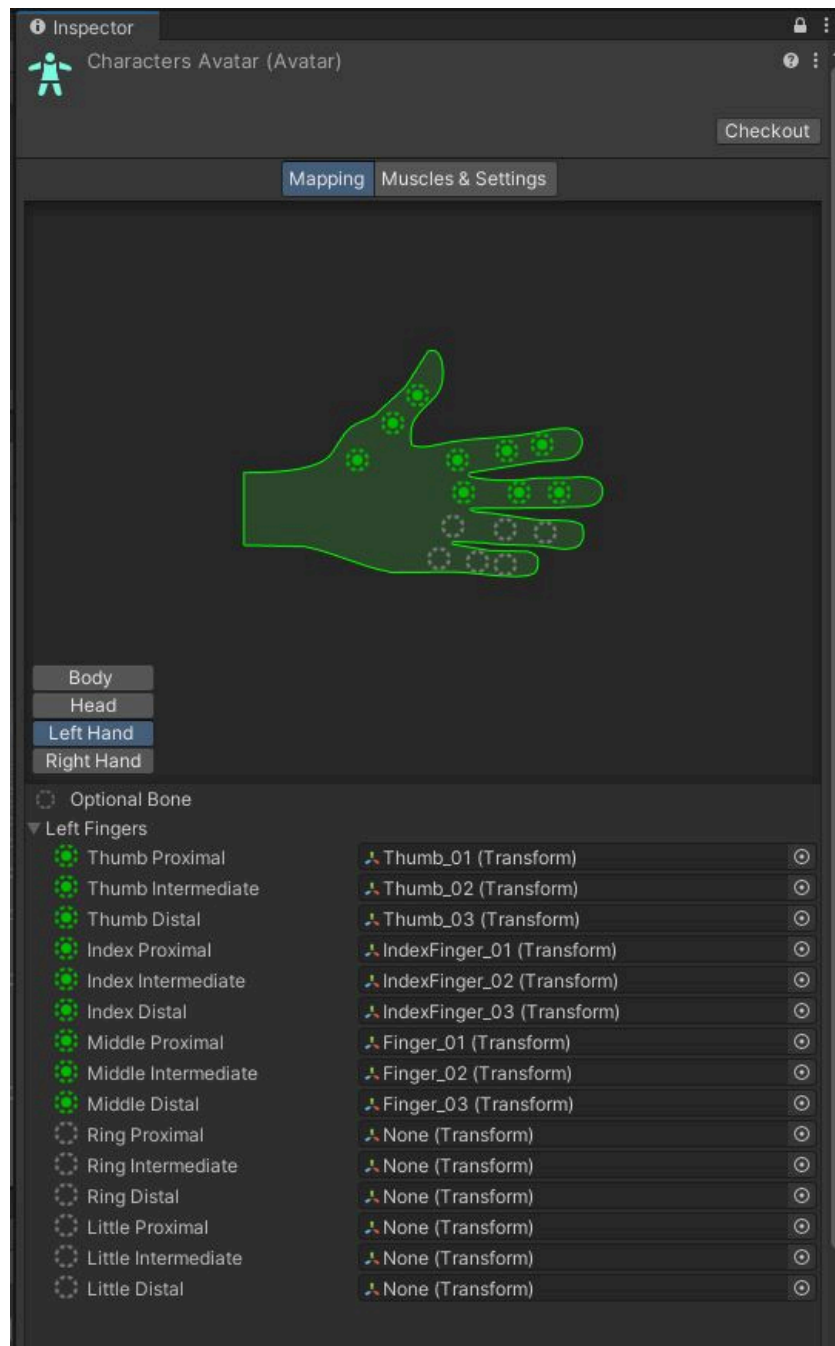 Inspector
Characters Avatar (Avatar)
Checkout
Mapping Muscles & Settings
Body
Head
Left Hand
Right Hand
Optional Bone
Left Fingers
Thumb Proximal Thumb_01 (Transform)
Thumb Intermediate Thumb_02 (Transform)
Thumb Distal Thumb_03 (Transform)
Index Proximal IndexFinger_01 (Transform)
Index Intermediate IndexFinger_02 (Transform)
Index Distal IndexFinger_03 (Transform)
Middle Proximal Finger_01 (Transform)
Middle Intermediate Finger_02 (Transform)
Middle Distal Finger_03 (Transform)
Ring Proximal None (Transform)
Ring Intermediate None (Transform)
Ring Distal None (Transform)
Little Proximal None (Transform)
Little Intermediate None (Transform)
Little Distal None (Transform)